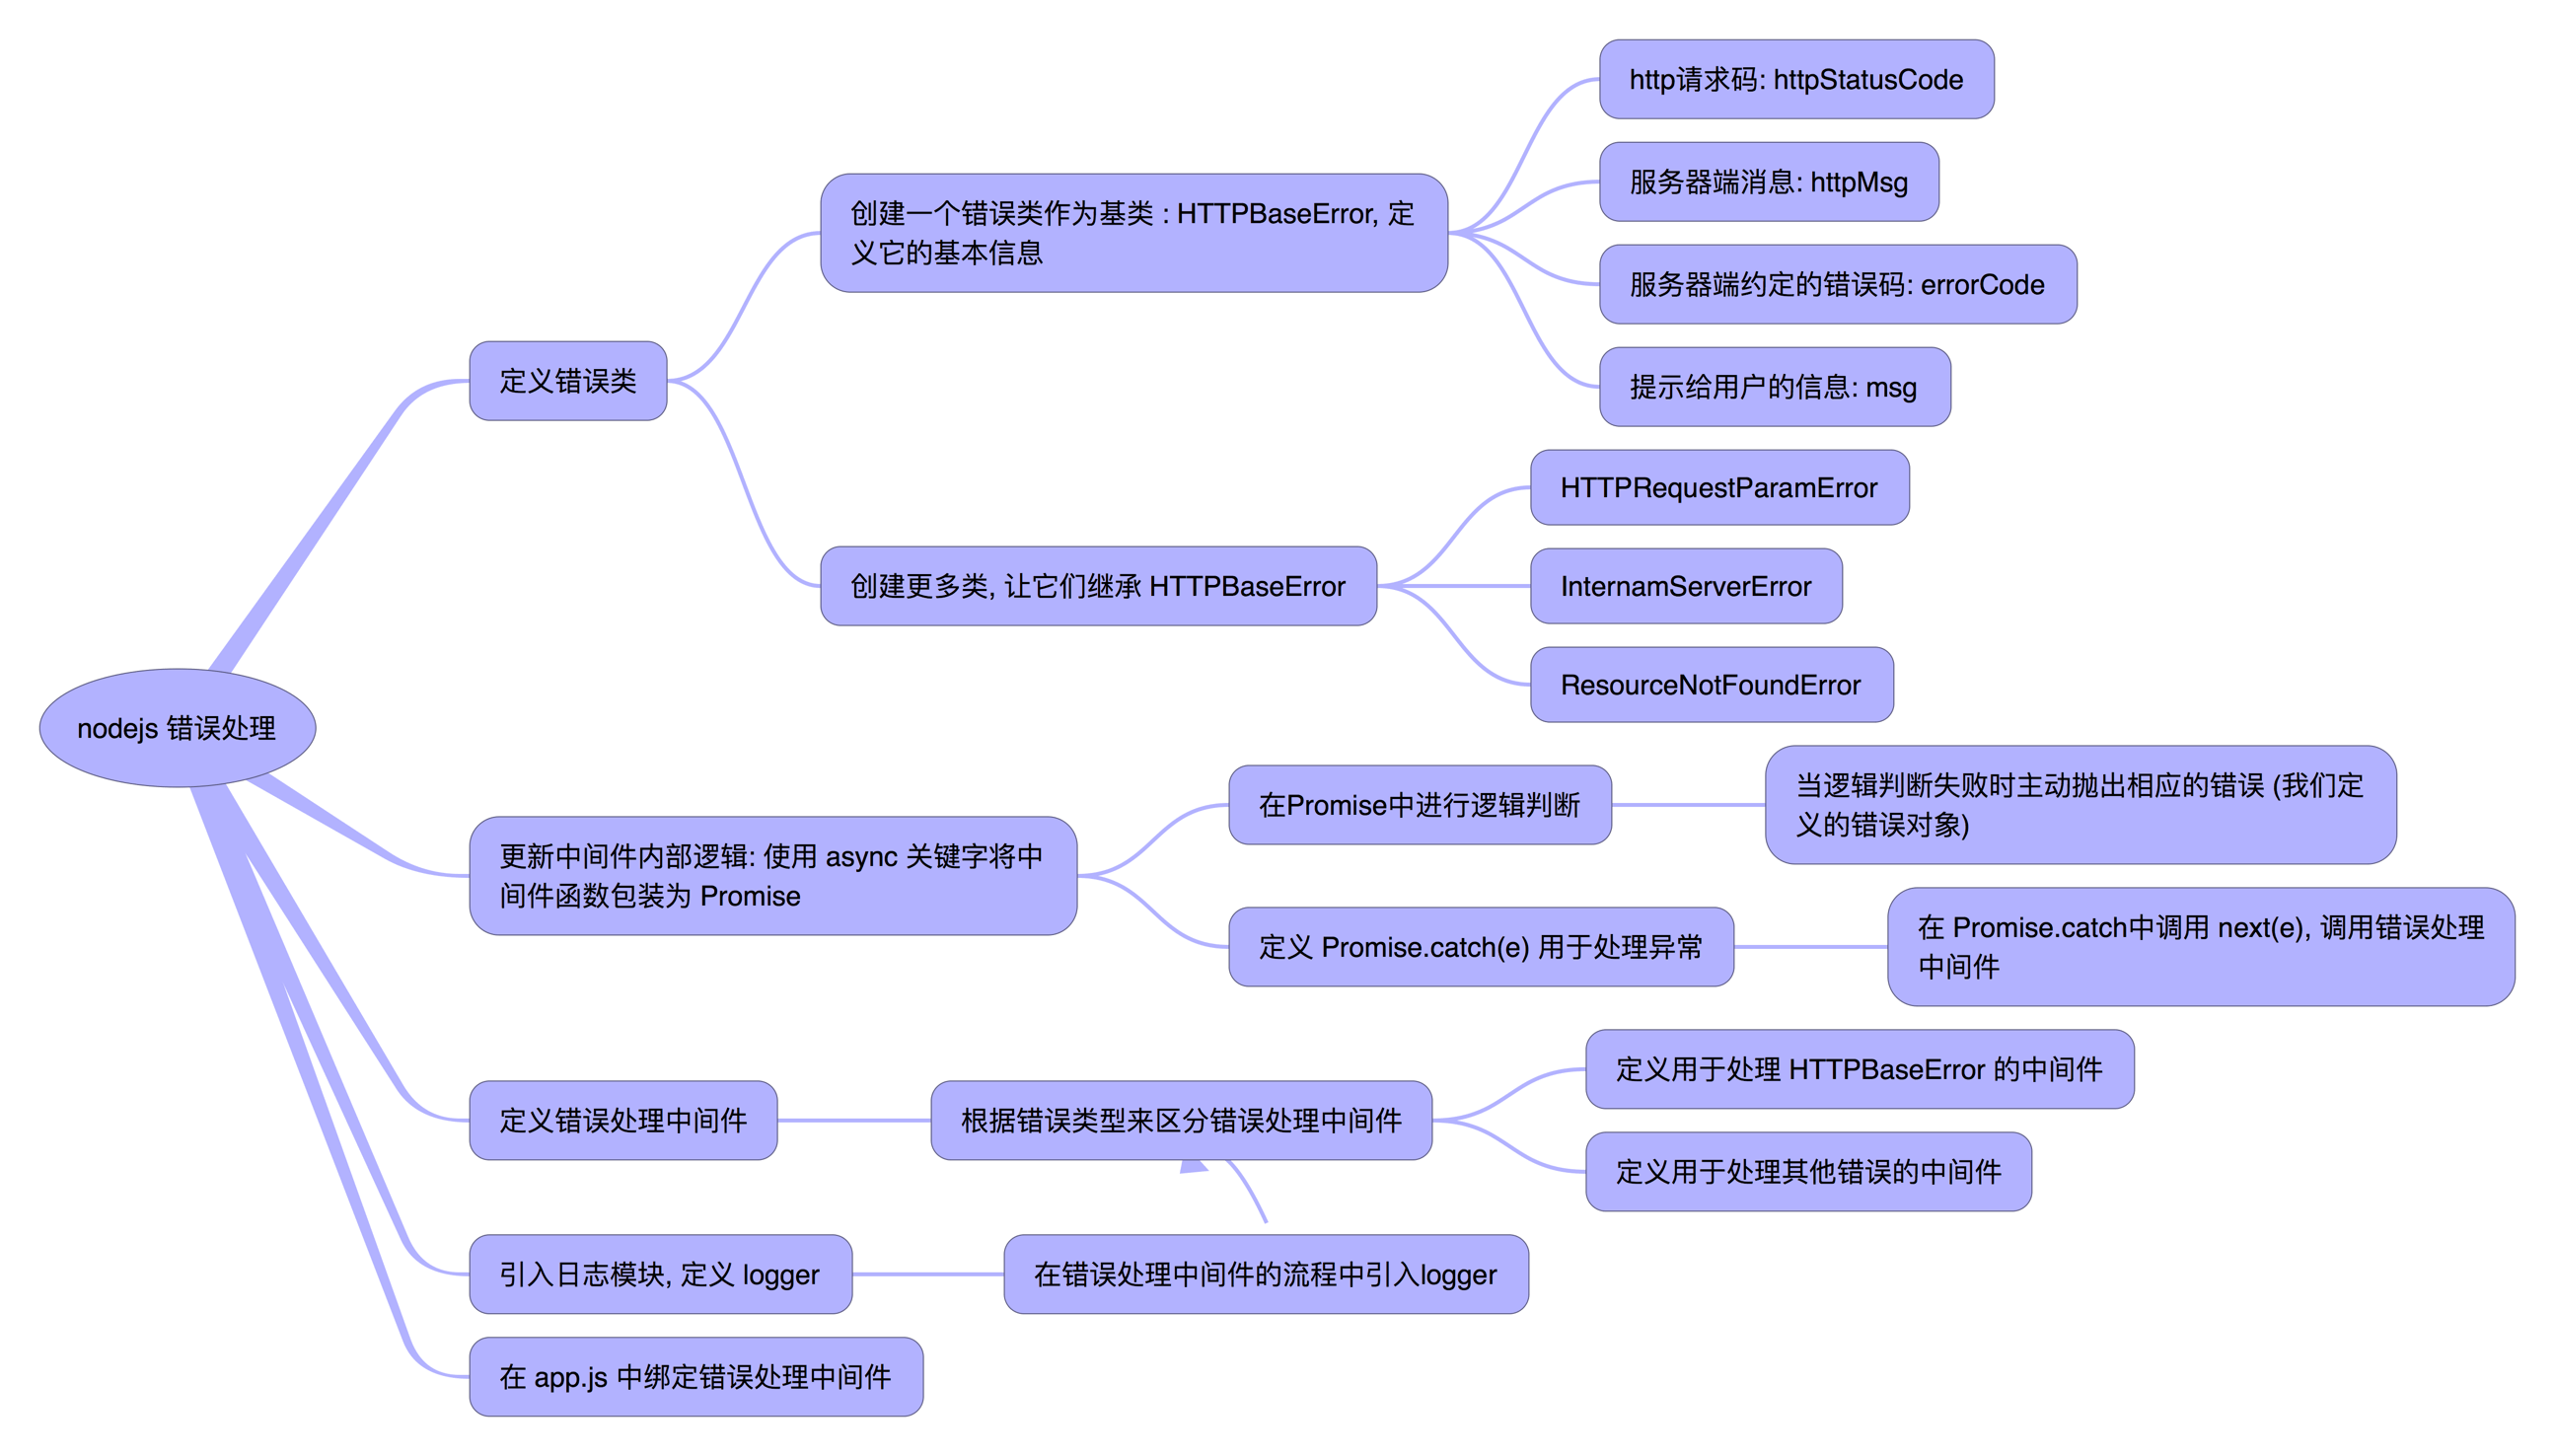 http请求码: httpStatusCode
服务器端消息: httpMsg
创建一个错误类作为基类 : HTTPBaseError, 定
义它的基本信息
服务器端约定的错误码: errorCode
提示给用户的信息: msg
定义错误类
HTTPRequestParamError
创建更多类, 让它们继承 HTTPBaseError
InternamServerError
ResourceNotFoundError
nodejs 错误处理
在Promise中进行逻辑判断
当逻辑判断失败时主动抛出相应的错误 (我们定
义的错误对象)
更新中间件内部逻辑: 使用 async 关键字将中
间件函数包装为 Promise
定义 Promise.catch(e) 用于处理异常
在 Promise.catch中调用 next(e), 调用错误处理
中间件
定义用于处理 HTTPBaseError 的中间件
定义错误处理中间件
根据错误类型来区分错误处理中间件
定义用于处理其他错误的中间件
引入日志模块, 定义 logger
在错误处理中间件的流程中引入logger
在 app.js 中绑定错误处理中间件